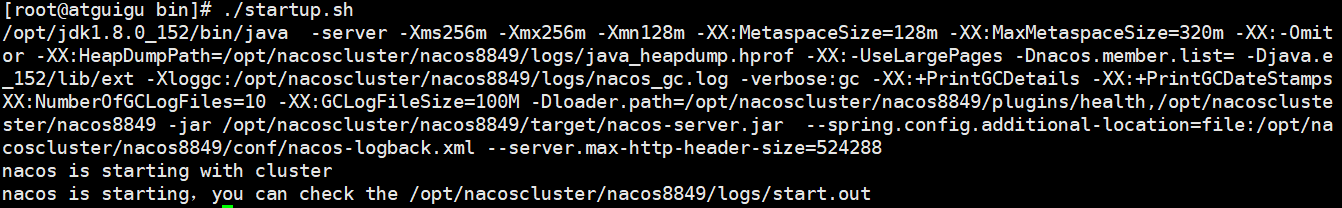 [root@atguigu bin]# ./startup.sh
/opt/jdk1.8.0_152/bin/java  -server -Xms256m -Xmx256m -Xmn128m -XX:MetaspaceSize=128m -XX:MaxMetaspaceSize=320m -XX:-Omit
or -XX:HeapDumpPath=/opt/nacoscluster/nacos8849/logs/java_heapdump.hprof -XX:-UseLargePages -Dnacos.member.list= -Djava.e
_152/lib/ext -Xloggc:/opt/nacoscluster/nacos8849/logs/nacos_gc.log -verbose:gc -XX:+PrintGCDetails -XX:+PrintGCDateStamps
XX:NumberOfGCLogFiles=10 -XX:GCLogFileSize=100M -Dloader.path=/opt/nacoscluster/nacos8849/plugins/health,/opt/nacoscluste
ster/nacos8849 -jar /opt/nacoscluster/nacos8849/target/nacos-server.jar  --spring.config.additional-location=file:/opt/na
coscluster/nacos8849/conf/nacos-logback.xml --server.max-http-header-size=524288
nacos is starting with cluster
nacos is starting，you can check the /opt/nacoscluster/nacos8849/logs/start.out